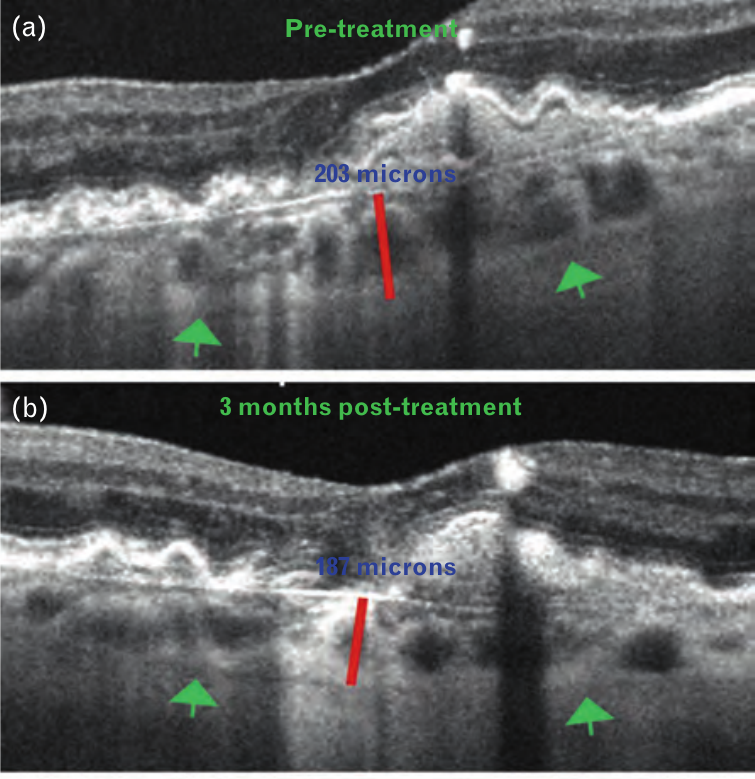 (a)
Pre-treatment
203 microns
(b)
3 months post-treatment
187 microns